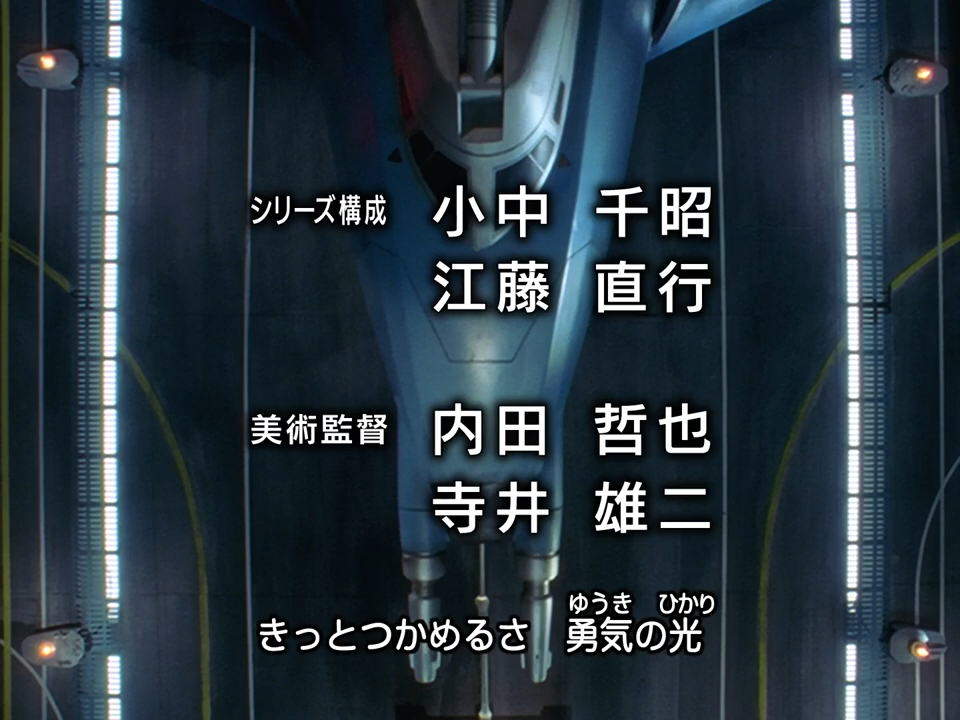 シリーズ構成 小中 千昭
江藤 直行
美術監督 内田 哲也
寺井 雄二
ゆうき ひかり
きっとつかめるさ 勇気の光